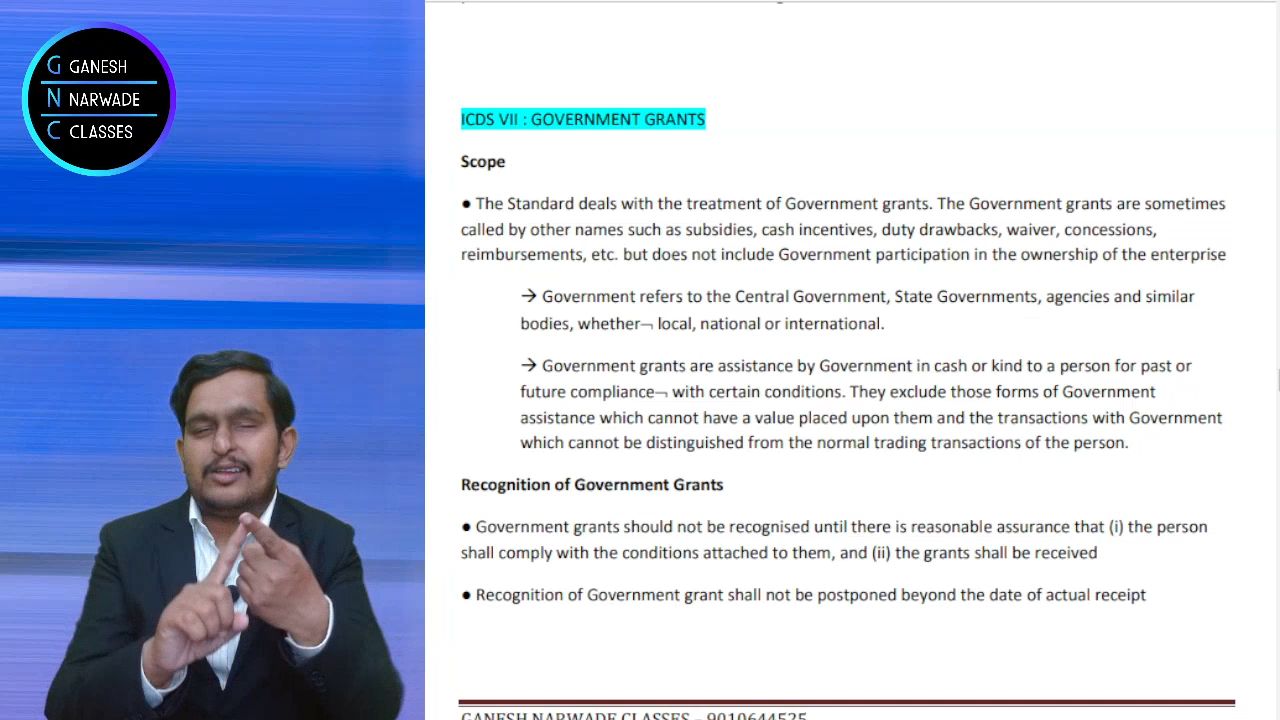 G GANESH
N NARWADE
C CLASSES
ICDS VII : GOVERNMENT GRANTS
Scope
● The Standard deals with the treatment of Government grants. The Government grants are sometimes
called by other names such as subsidies, cash incentives, duty drawbacks, waiver, concessions,
reimbursements, etc. but does not include Government participation in the ownership of the enterprise
→ Government refers to the Central Government, State Governments, agencies and similar
bodies, whether¬ local, national or international.
→ Government grants are assistance by Government in cash or kind to a person for past or
future compliance¬ with certain conditions. They exclude those forms of Government
assistance which cannot have a value placed upon them and the transactions with Government
which cannot be distinguished from the normal trading transactions of the person.
Recognition of Government Grants
● Government grants should not be recognised until there is reasonable assurance that (i) the person
shall comply with the conditions attached to them, and (ii) the grants shall be received
● Recognition of Government grant shall not be postponed beyond the date of actual receipt
GANESH NARWADE CLASSES – 9010644525